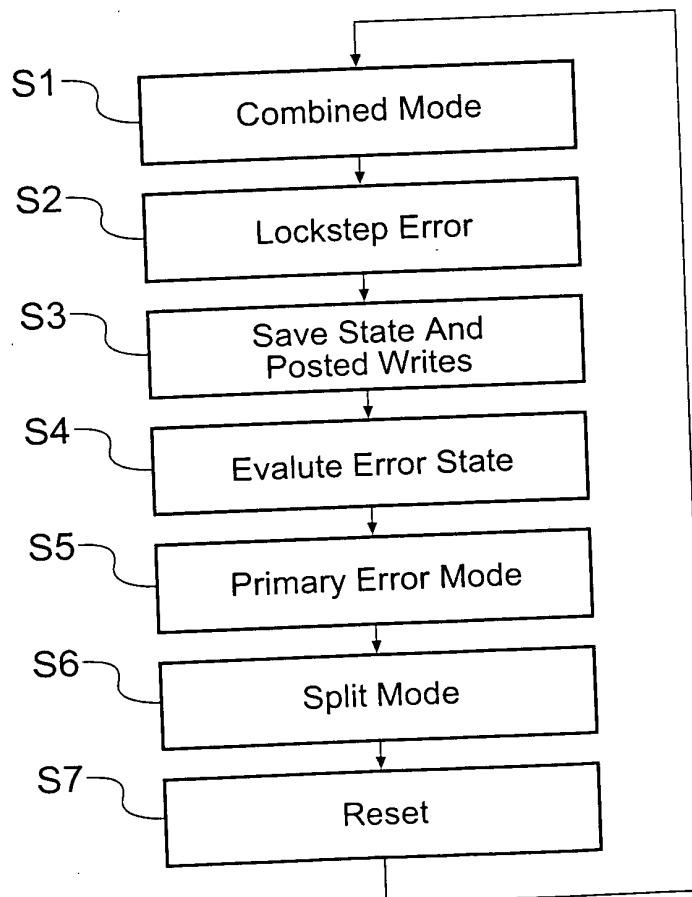 S1
Combined Mode
S2
Lockstep Error
S3
Save State And
Posted Writes
S4
Evalute Error State
S5
Primary Error Mode
S6
Split Mode
S7
Reset